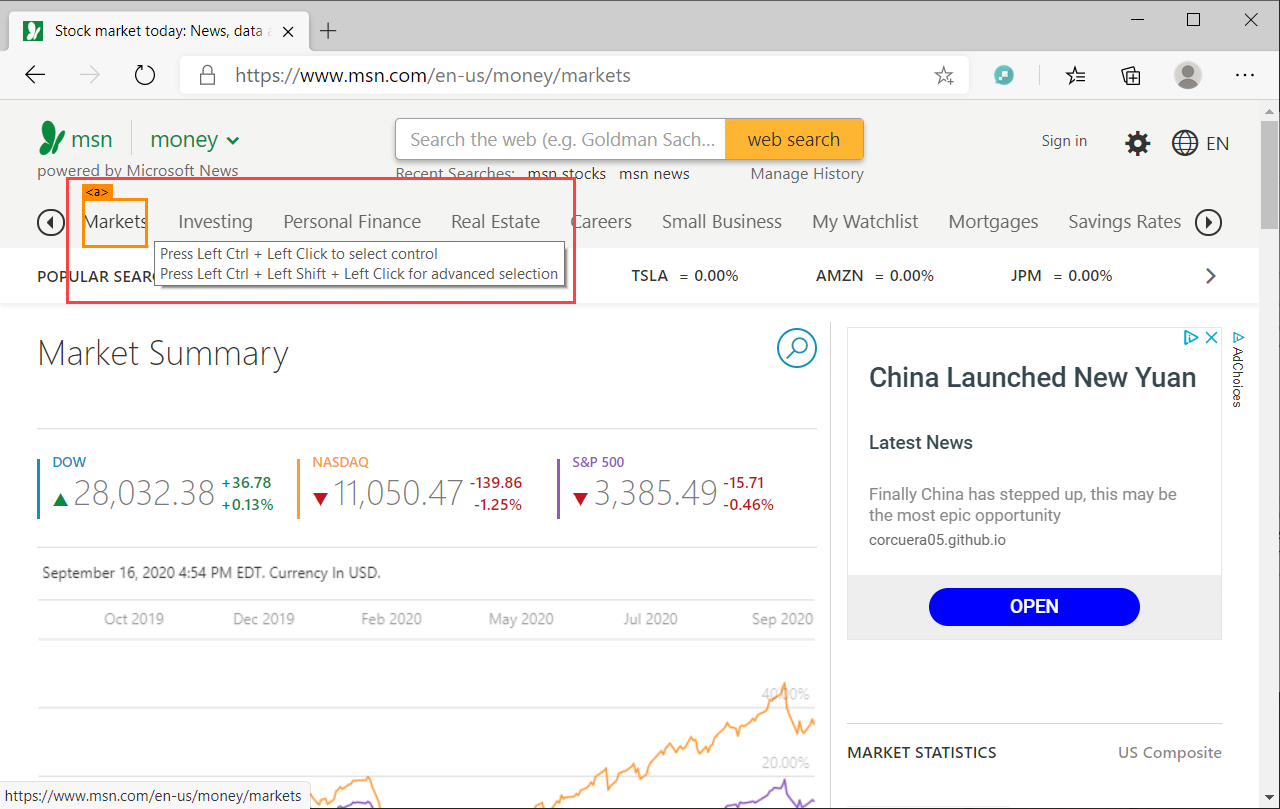 Stock market today: News, data a
https://www.msn.com/en-us/money/markets
msn money
powered by Microsoft News
Search the web (e.g. Goldman Sach... web search
Recent Searches: msn stocks msn news Manage History
Sign in EN
<a>
Markets Investing Personal Finance Real Estate Careers Small Business My Watchlist Mortgages Savings Rates
Press Left Ctrl + Left Click to select control
Press Left Ctrl + Left Shift + Left Click for advanced selection
POPULAR SEARC TSLA = 0.00% AMZN = 0.00% JPM = 0.00%
Market Summary
DOW
28,032.38 +36.78
+0.13%
NASDAQ
11,050.47 -139.86
-1.25%
S&P 500
3,385.49 -15.71
-0.46%
September 16, 2020 4:54 PM EDT. Currency In USD.
Oct 2019 Dec 2019 Feb 2020 May 2020 Jul 2020 Sep 2020
40.00%
20.00%
AdChoices
China Launched New Yuan
Latest News
Finally China has stepped up, this may be
the most epic opportunity
corcuera05.github.io
OPEN
MARKET STATISTICS US Composite
https://www.msn.com/en-us/money/markets